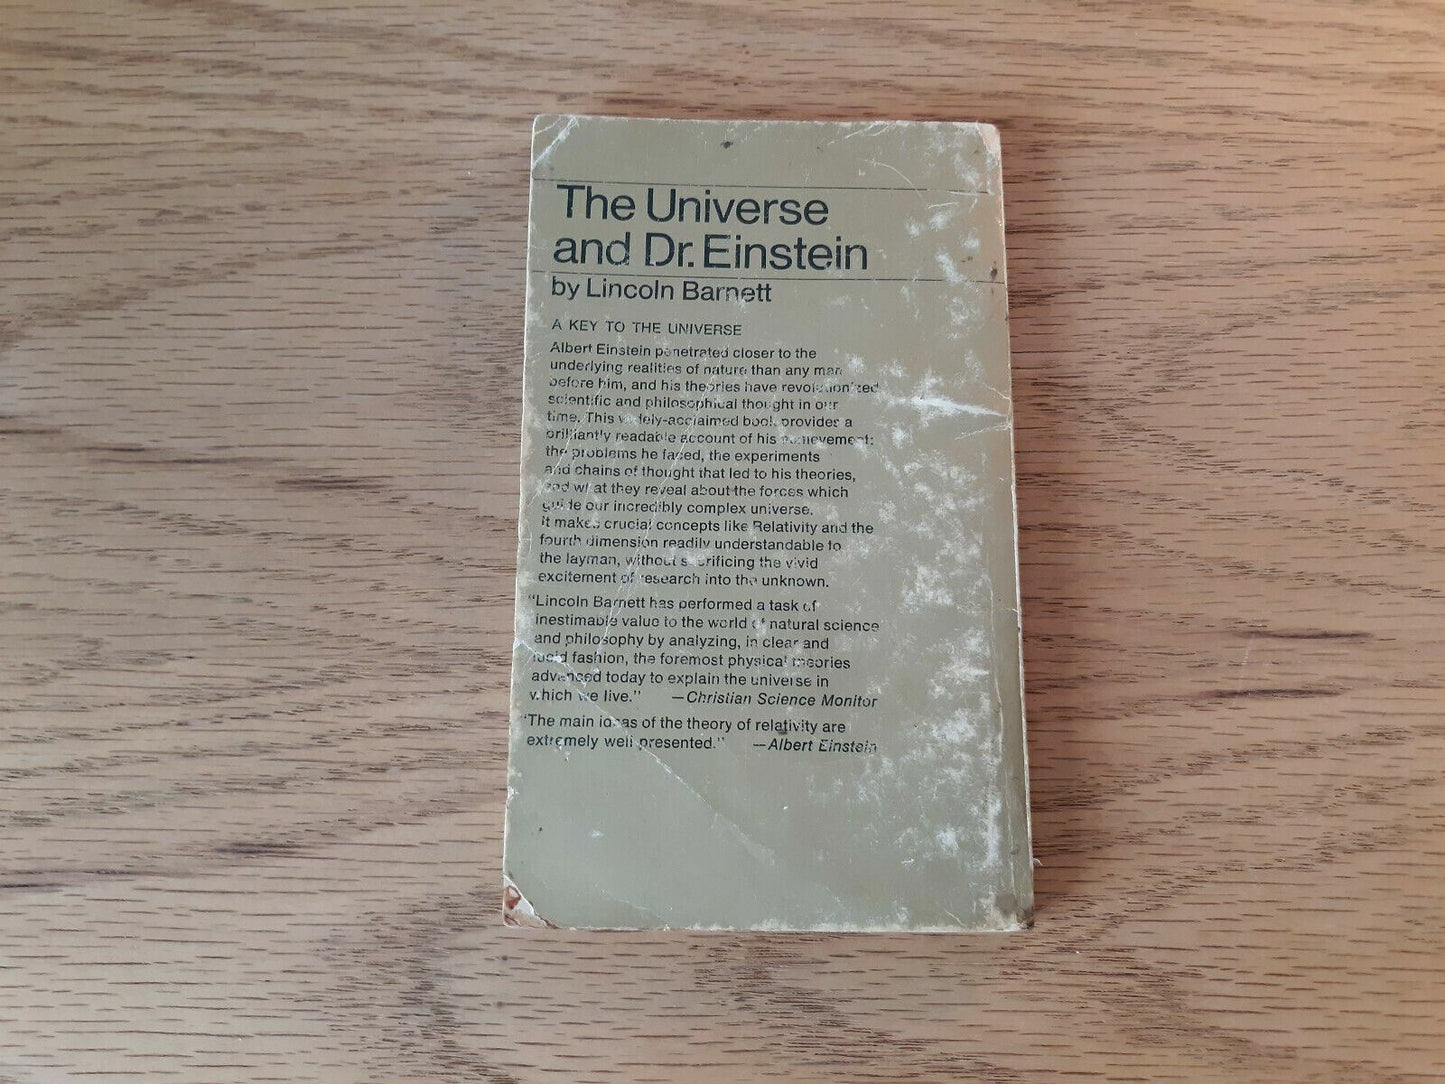 The Universe
and Dr. Einstein
by Lincoln Barnett
A KEY TO THE UNIVERSE
Albert Einstein penetrated closer to the
underlying realities of nature than any man
before him, and his theories have revolutionized
scientific and philosophical thought in our
time. This widely-acclaimed book provides a
brilliantly readable account of his achievement:
the problems he faced, the experiments
and chains of thought that led to his theories,
and what they reveal about the forces which
guide our incredibly complex universe.
It makes crucial concepts like Relativity and the
fourth dimension readily understandable to
the layman, without sacrificing the vivid
excitement of research into the unknown.
"Lincoln Barnett has performed a task of
inestimable value to the world of natural science
and philosophy by analyzing, in clear and
lucid fashion, the foremost physical theories
advanced today to explain the universe in
which we live." —Christian Science Monitor
"The main ideas of the theory of relativity are
extremely well presented." —Albert Einstein